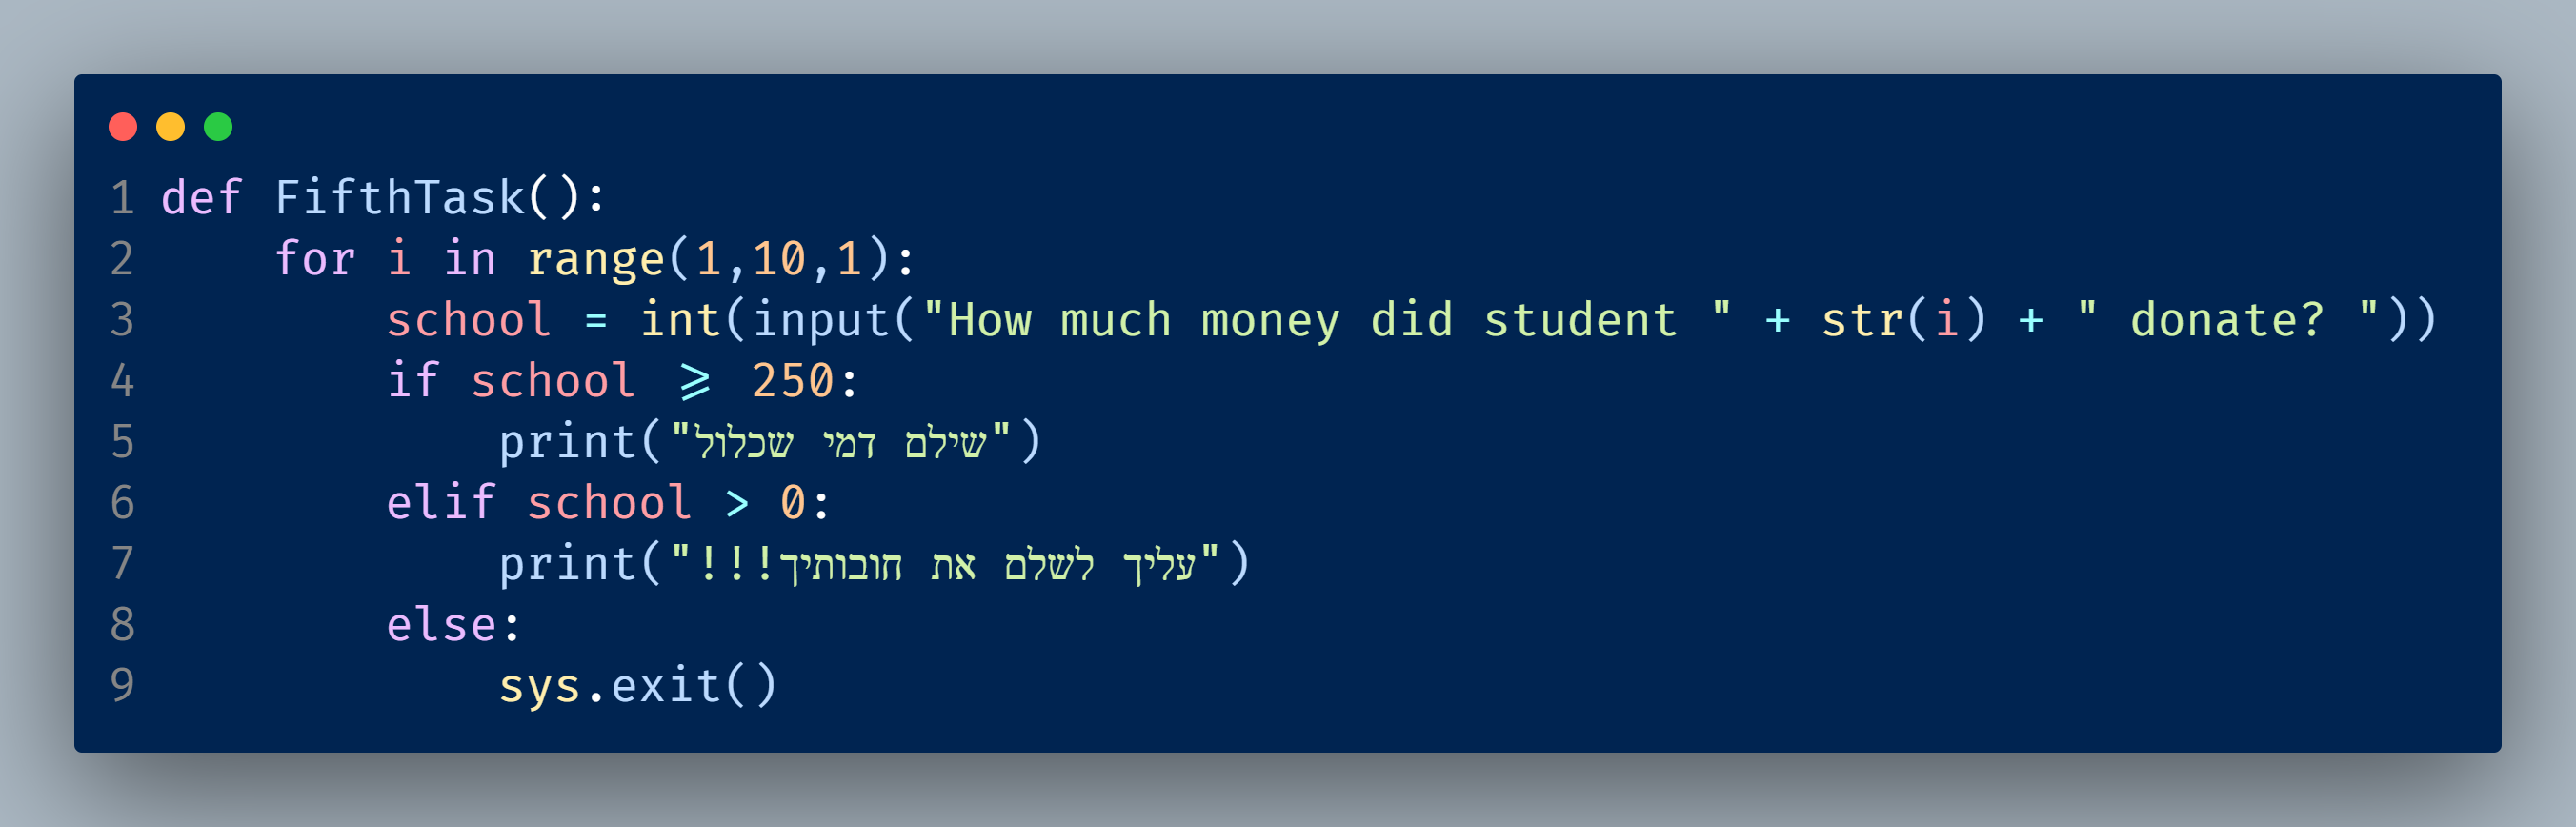 1 def FifthTask():
2     for i in range(1,10,1):
3         school = int(input("How much money did student " + str(i) + " donate? "))
4         if school >= 250:
5             print("שילם דמי שכלול")
6         elif school > 0:
7             print("עליך לשלם את חובותיך!!!")
8         else:
9             sys.exit()